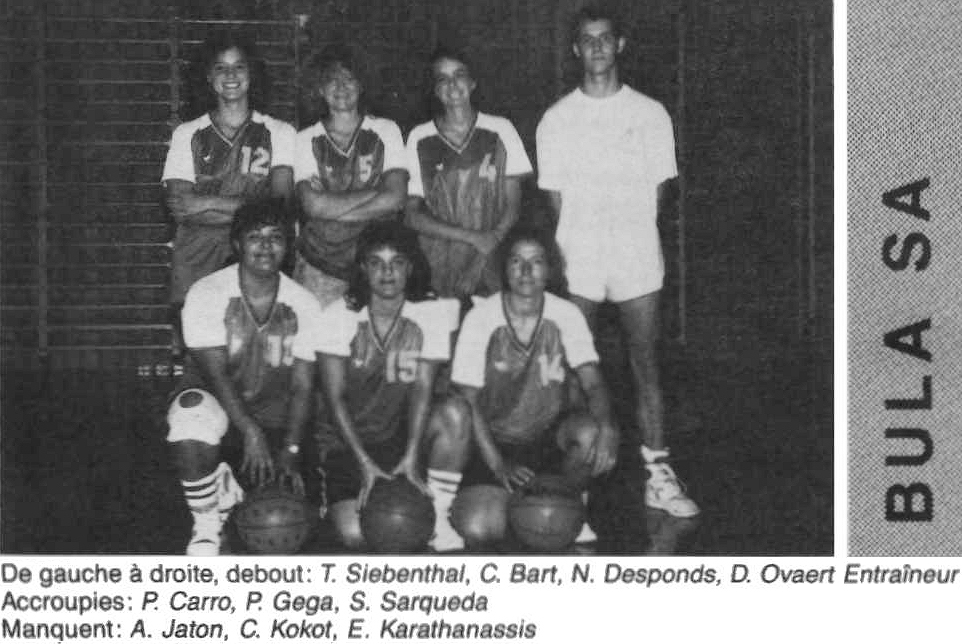 12
5
4
15
14
BULA SA
De gauche à droite, debout: T. Siebenthal, C. Bart, N. Desponds, D. Ovaert Entraîneur
Accroupies: P. Carro, P. Gega, S. Sarqueda
Manquent: A. Jaton, C. Kokot, E. Karathanassis